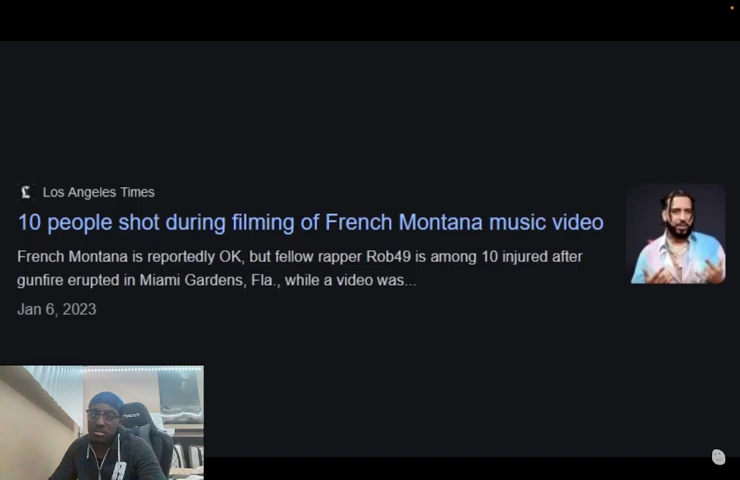 Los Angeles Times
10 people shot during filming of French Montana music video
French Montana is reportedly OK, but fellow rapper Rob49 is among 10 injured after
gunfire erupted in Miami Gardens, Fla., while a video was...
Jan 6, 2023